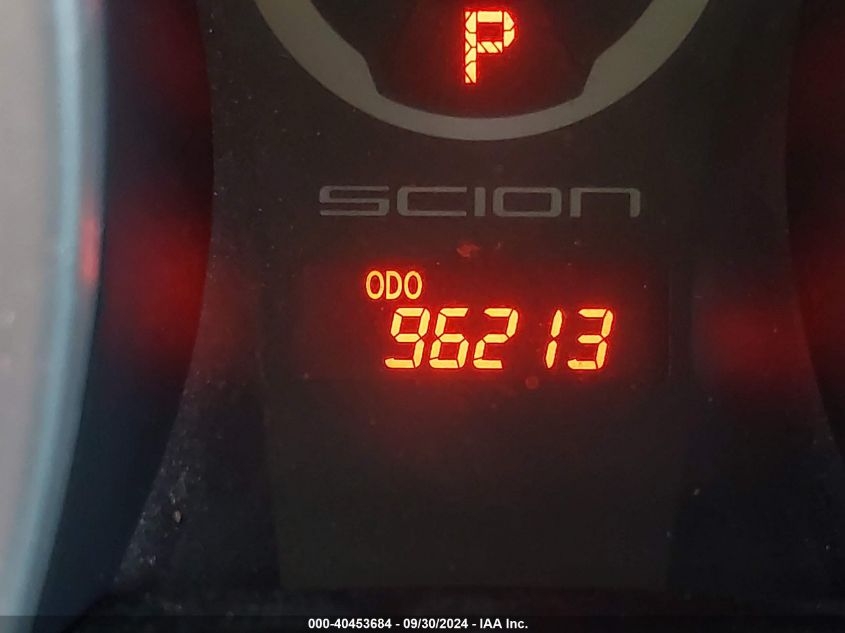 P
SCION
ODO
96213
000-40453684 - 09/30/2024 - IAA Inc.